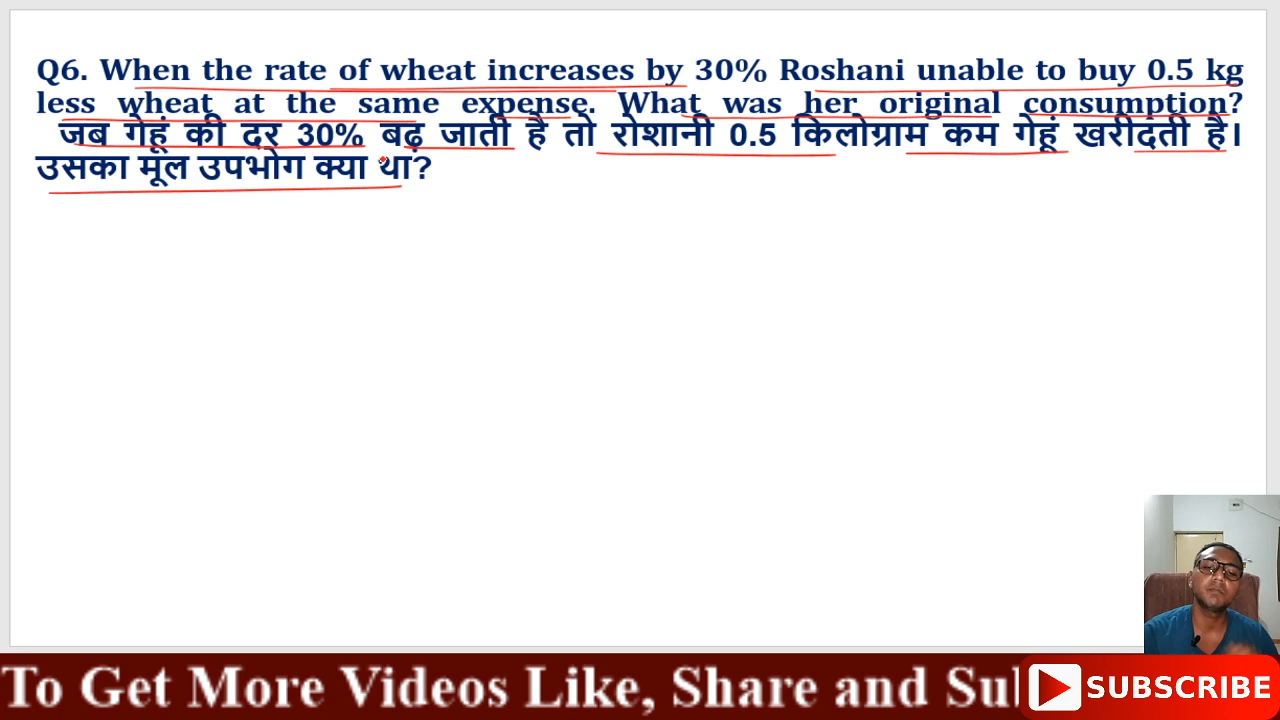 Q6. When the rate of wheat increases by 30% Roshani unable to buy 0.5 kg
less wheat at the same expense. What was her original consumption?
जब गेहूं की दर 30% बढ़ जाती है तो रोशानी 0.5 किलोग्राम कम गेहूं खरीदती है।
उसका मूल उपभोग क्या था?
To Get More Videos Like, Share and Su
SUBSCRIBE